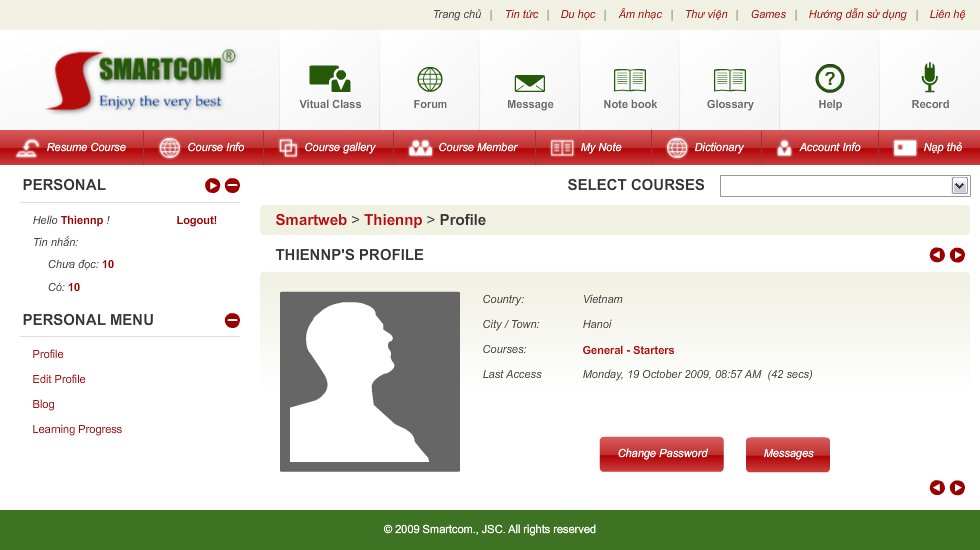 Trang chủ | Tin tức | Du học | Âm nhạc | Thư viện | Games | Hướng dẫn sử dụng | Liên hệ
SMARTCOM®
Enjoy the very best
Vitual Class Forum Message Note book Glossary Help Record
Resume Course Course Info Course gallery Course Member My Note Dictionary Account Info Nạp thẻ
PERSONAL
Hello Thiennp ! Logout!
Tin nhắn:
Chưa đọc: 10
Có: 10
PERSONAL MENU
Profile
Edit Profile
Blog
Learning Progress
SELECT COURSES
Smartweb > Thiennp > Profile
THIENNP'S PROFILE
Country: Vietnam
City / Town: Hanoi
Courses: General - Starters
Last Access Monday, 19 October 2009, 08:57 AM (42 secs)
Change Password Messages
© 2009 Smartcom., JSC. All rights reserved